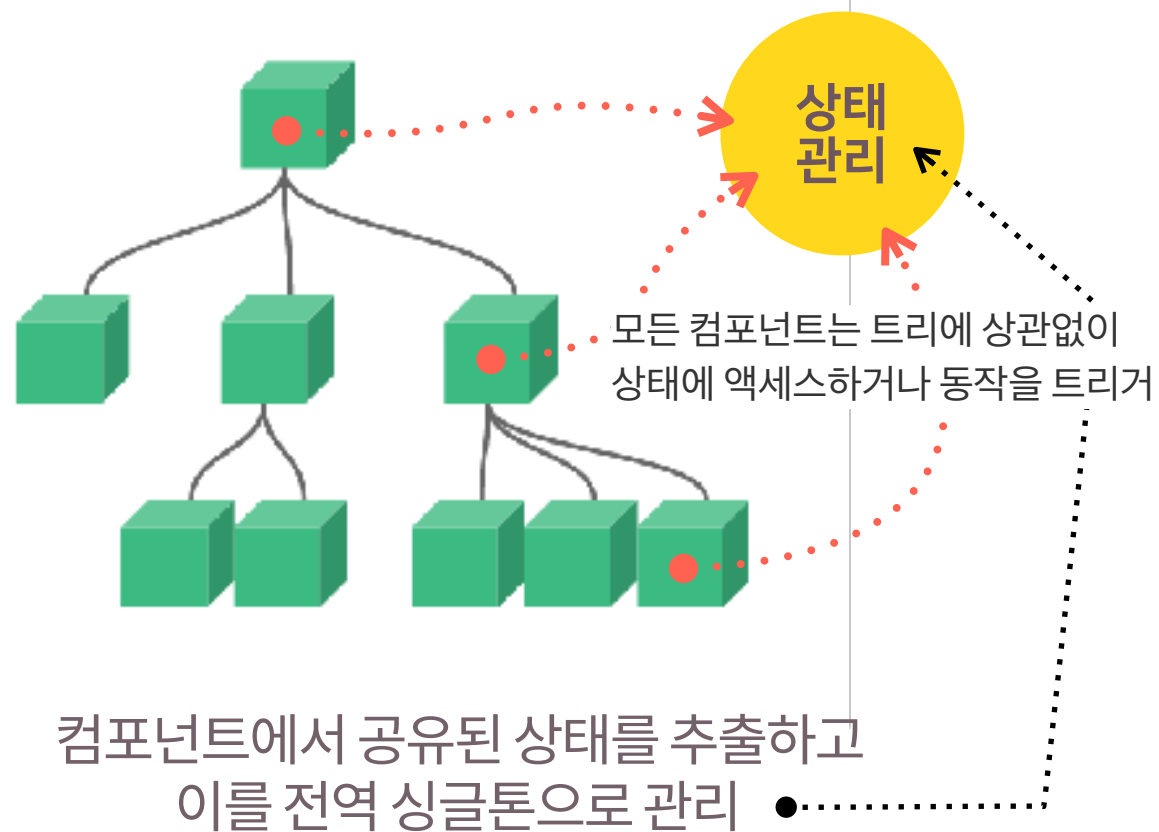 상태
관리
모든 컴포넌트는 트리에 상관없이
상태에 액세스하거나 동작을 트리거
컴포넌트에서 공유된 상태를 추출하고
이를 전역 싱글톤으로 관리